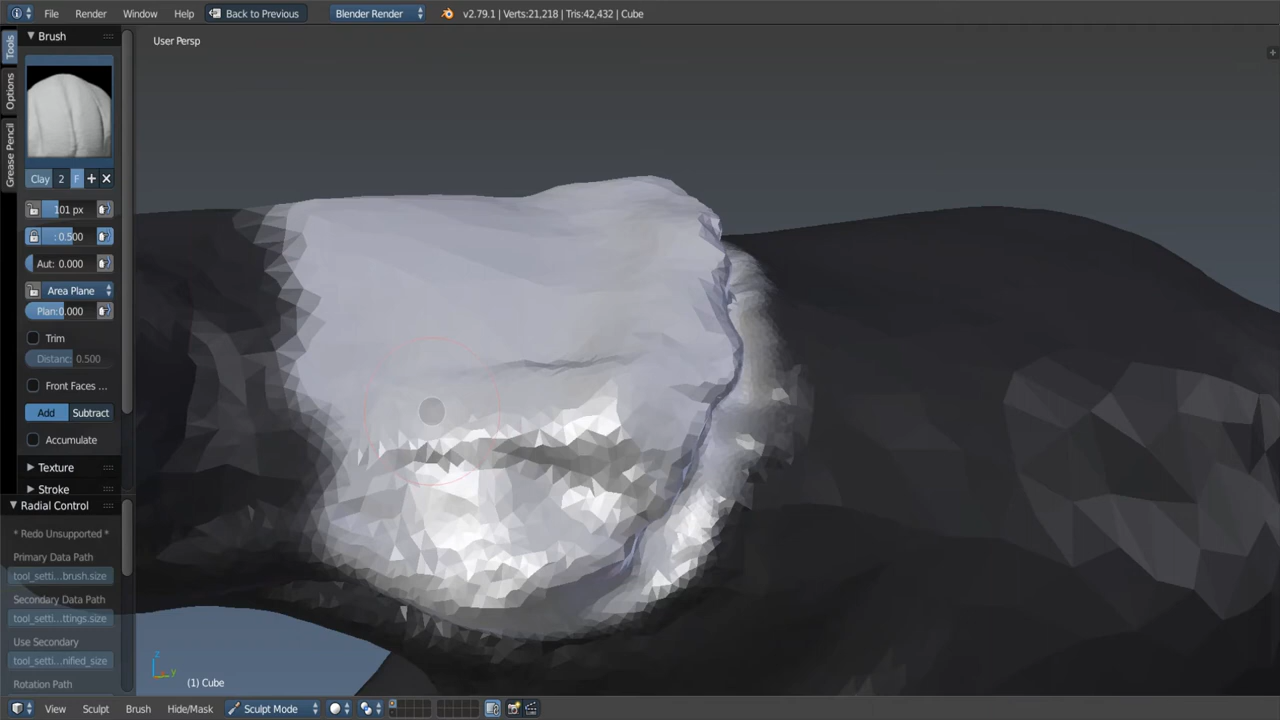 File Render Window Help Back to Previous Blender Render v2.79.1 | Verts:21,218 | Tris:42,432 | Cube
Tools
Options
Grease Pencil
Brush
User Persp
Clay 2 F
101 px
: 0.500
Aut: 0.000
Area Plane
Plan:0.000
Trim
Distanc: 0.500
Front Faces ...
Add Subtract
Accumulate
Texture
Stroke
Radial Control
* Redo Unsupported *
Primary Data Path
tool_setti...brush.size
Secondary Data Path
tool_setti...ttings.size
Use Secondary
tool_setti...nified_size
Rotation Path
z
y
(1) Cube
View Sculpt Brush Hide/Mask Sculpt Mode